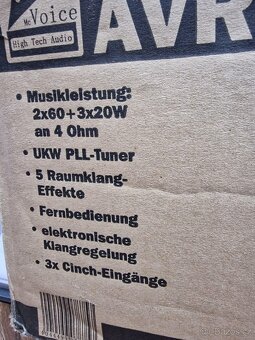 Mc Voice
High Tech Audio
AVR
• Musikleistung:
2x60+3x20W
an 4 Ohm
• UKW PLL-Tuner
• 5 Raumklang-
Effekte
• Fernbedienung
• elektronische
Klangregelung
• 3x Cinch-Eingänge